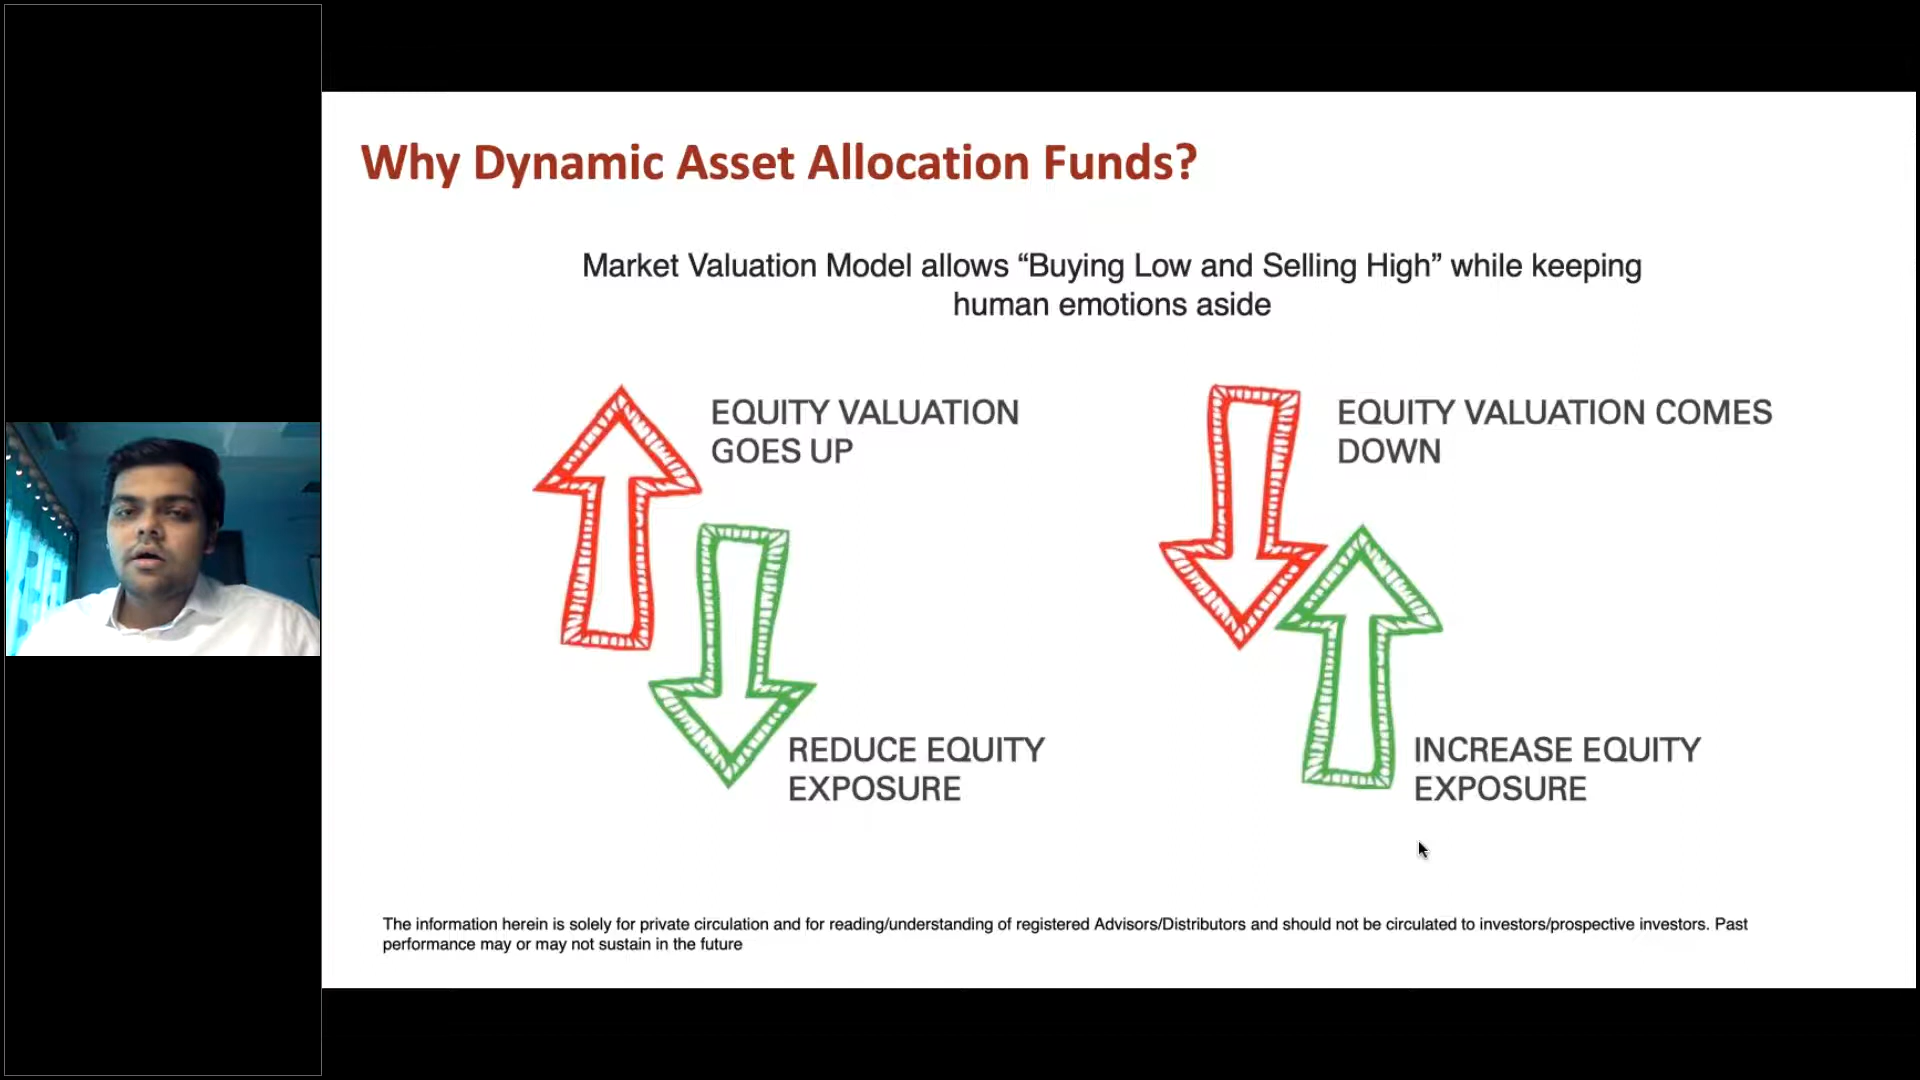 Why Dynamic Asset Allocation Funds?
Market Valuation Model allows “Buying Low and Selling High” while keeping
human emotions aside
EQUITY VALUATION
GOES UP
REDUCE EQUITY
EXPOSURE
EQUITY VALUATION COMES
DOWN
INCREASE EQUITY
EXPOSURE
The information herein is solely for private circulation and for reading/understanding of registered Advisors/Distributors and should not be circulated to investors/prospective investors. Past
performance may or may not sustain in the future